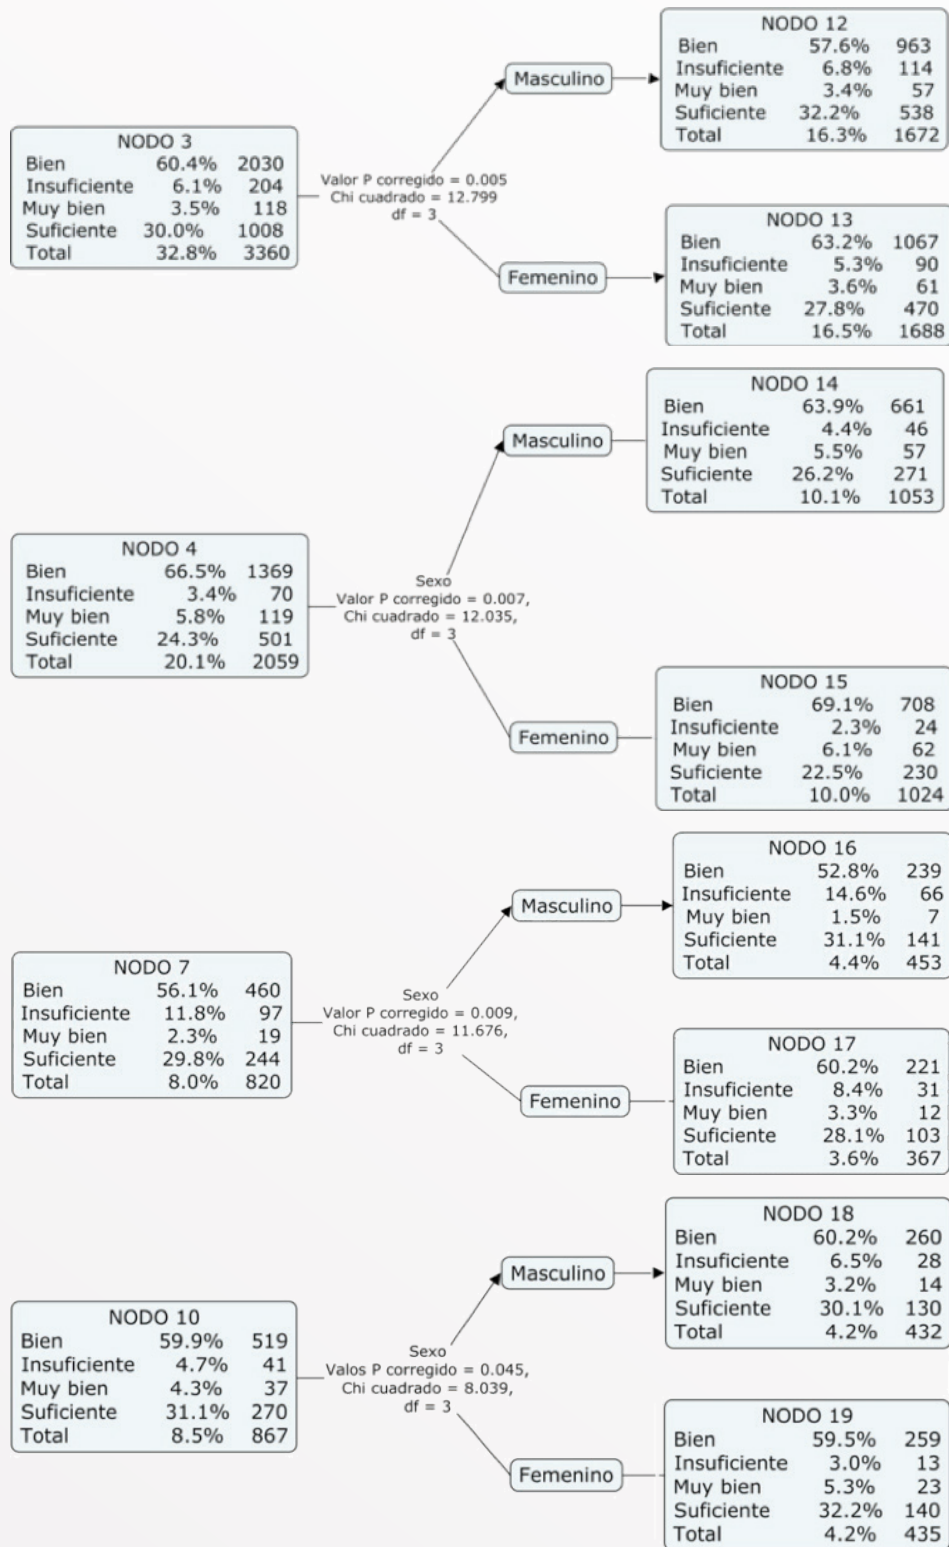 NODO 3
Bien 60.4% 2030
Insuficiente 6.1% 204
Muy bien 3.5% 118
Suficiente 30.0% 1008
Total 32.8% 3360
Valor P corregido = 0.005
Chi cuadrado = 12.799
df = 3
Masculino
NODO 12
Bien 57.6% 963
Insuficiente 6.8% 114
Muy bien 3.4% 57
Suficiente 32.2% 538
Total 16.3% 1672
Femenino
NODO 13
Bien 63.2% 1067
Insuficiente 5.3% 90
Muy bien 3.6% 61
Suficiente 27.8% 470
Total 16.5% 1688
NODO 4
Bien 66.5% 1369
Insuficiente 3.4% 70
Muy bien 5.8% 119
Suficiente 24.3% 501
Total 20.1% 2059
Sexo
Valor P corregido = 0.007,
Chi cuadrado = 12.035,
df = 3
Masculino
NODO 14
Bien 63.9% 661
Insuficiente 4.4% 46
Muy bien 5.5% 57
Suficiente 26.2% 271
Total 10.1% 1053
Femenino
NODO 15
Bien 69.1% 708
Insuficiente 2.3% 24
Muy bien 6.1% 62
Suficiente 22.5% 230
Total 10.0% 1024
NODO 7
Bien 56.1% 460
Insuficiente 11.8% 97
Muy bien 2.3% 19
Suficiente 29.8% 244
Total 8.0% 820
Sexo
Valor P corregido = 0.009,
Chi cuadrado = 11.676,
df = 3
Masculino
NODO 16
Bien 52.8% 239
Insuficiente 14.6% 66
Muy bien 1.5% 7
Suficiente 31.1% 141
Total 4.4% 453
Femenino
NODO 17
Bien 60.2% 221
Insuficiente 8.4% 31
Muy bien 3.3% 12
Suficiente 28.1% 103
Total 3.6% 367
NODO 10
Bien 59.9% 519
Insuficiente 4.7% 41
Muy bien 4.3% 37
Suficiente 31.1% 270
Total 8.5% 867
Sexo
Valos P corregido = 0.045,
Chi cuadrado = 8.039,
df = 3
Masculino
NODO 18
Bien 60.2% 260
Insuficiente 6.5% 28
Muy bien 3.2% 14
Suficiente 30.1% 130
Total 4.2% 432
Femenino
NODO 19
Bien 59.5% 259
Insuficiente 3.0% 13
Muy bien 5.3% 23
Suficiente 32.2% 140
Total 4.2% 435